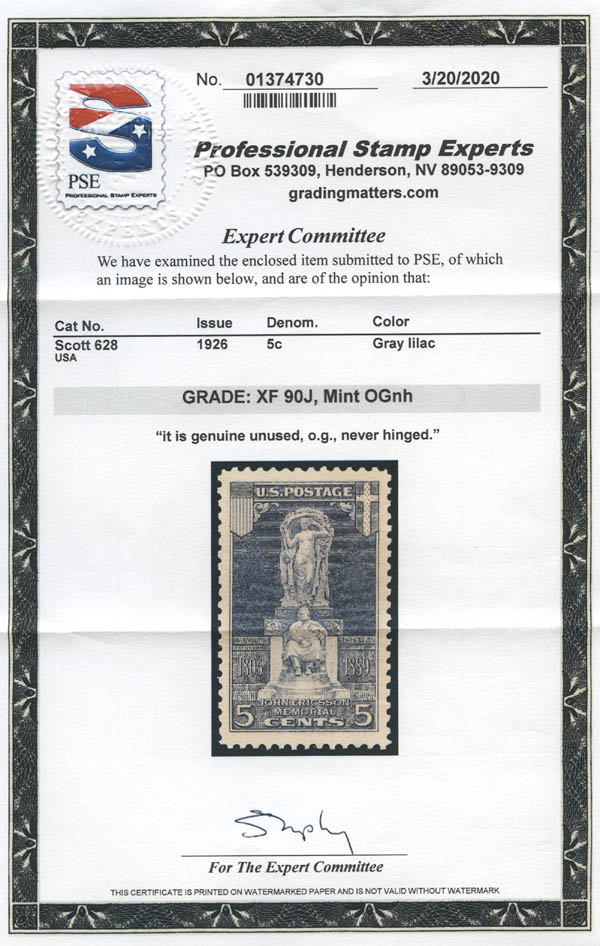 No. 01374730 3/20/2020
PSE
PROFESSIONAL STAMP EXPERTS
Professional Stamp Experts
PO Box 539309, Henderson, NV 89053-9309
gradingmatters.com
Expert Committee
We have examined the enclosed item submitted to PSE, of which
an image is shown below, and are of the opinion that:
Cat No. Issue Denom. Color
Scott 628 1926 5c Gray lilac
USA
GRADE: XF 90J, Mint OGnh
“it is genuine unused, o.g., never hinged.”
U.S. POSTAGE
1803 1889
JOHN ERICSSON
MEMORIAL
5 CENTS 5
For The Expert Committee
THIS CERTIFICATE IS PRINTED ON WATERMARKED PAPER AND IS NOT VALID WITHOUT WATERMARK